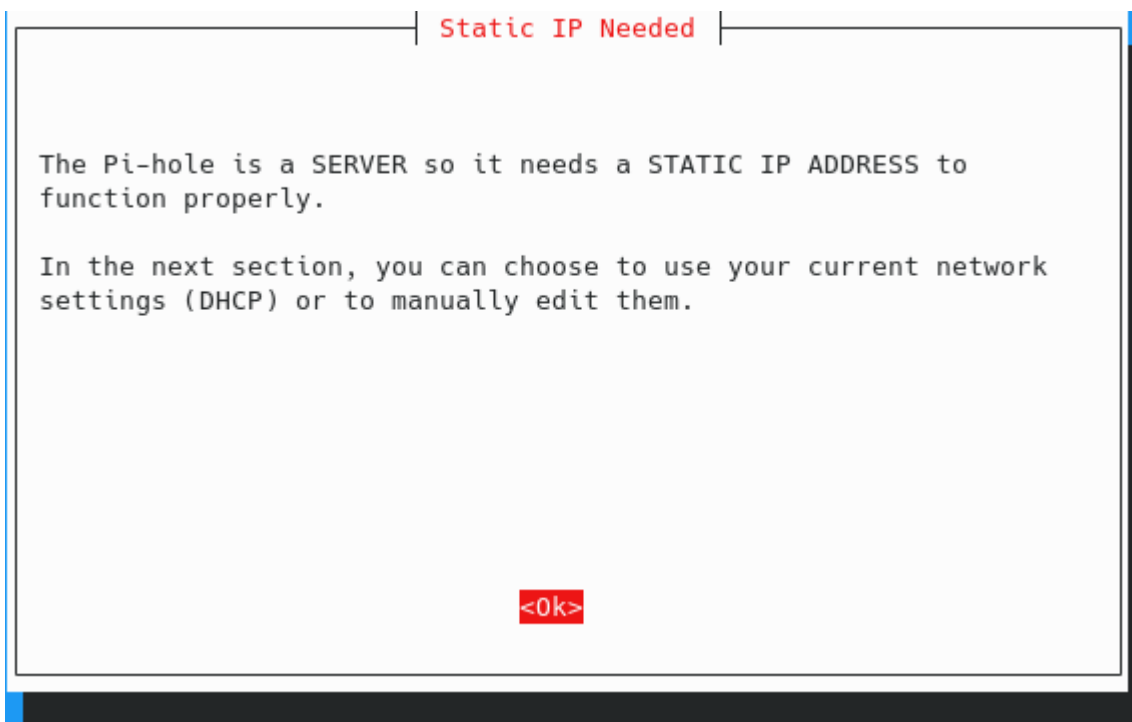 Static IP Needed
The Pi-hole is a SERVER so it needs a STATIC IP ADDRESS to
function properly.
In the next section, you can choose to use your current network
settings (DHCP) or to manually edit them.
<Ok>